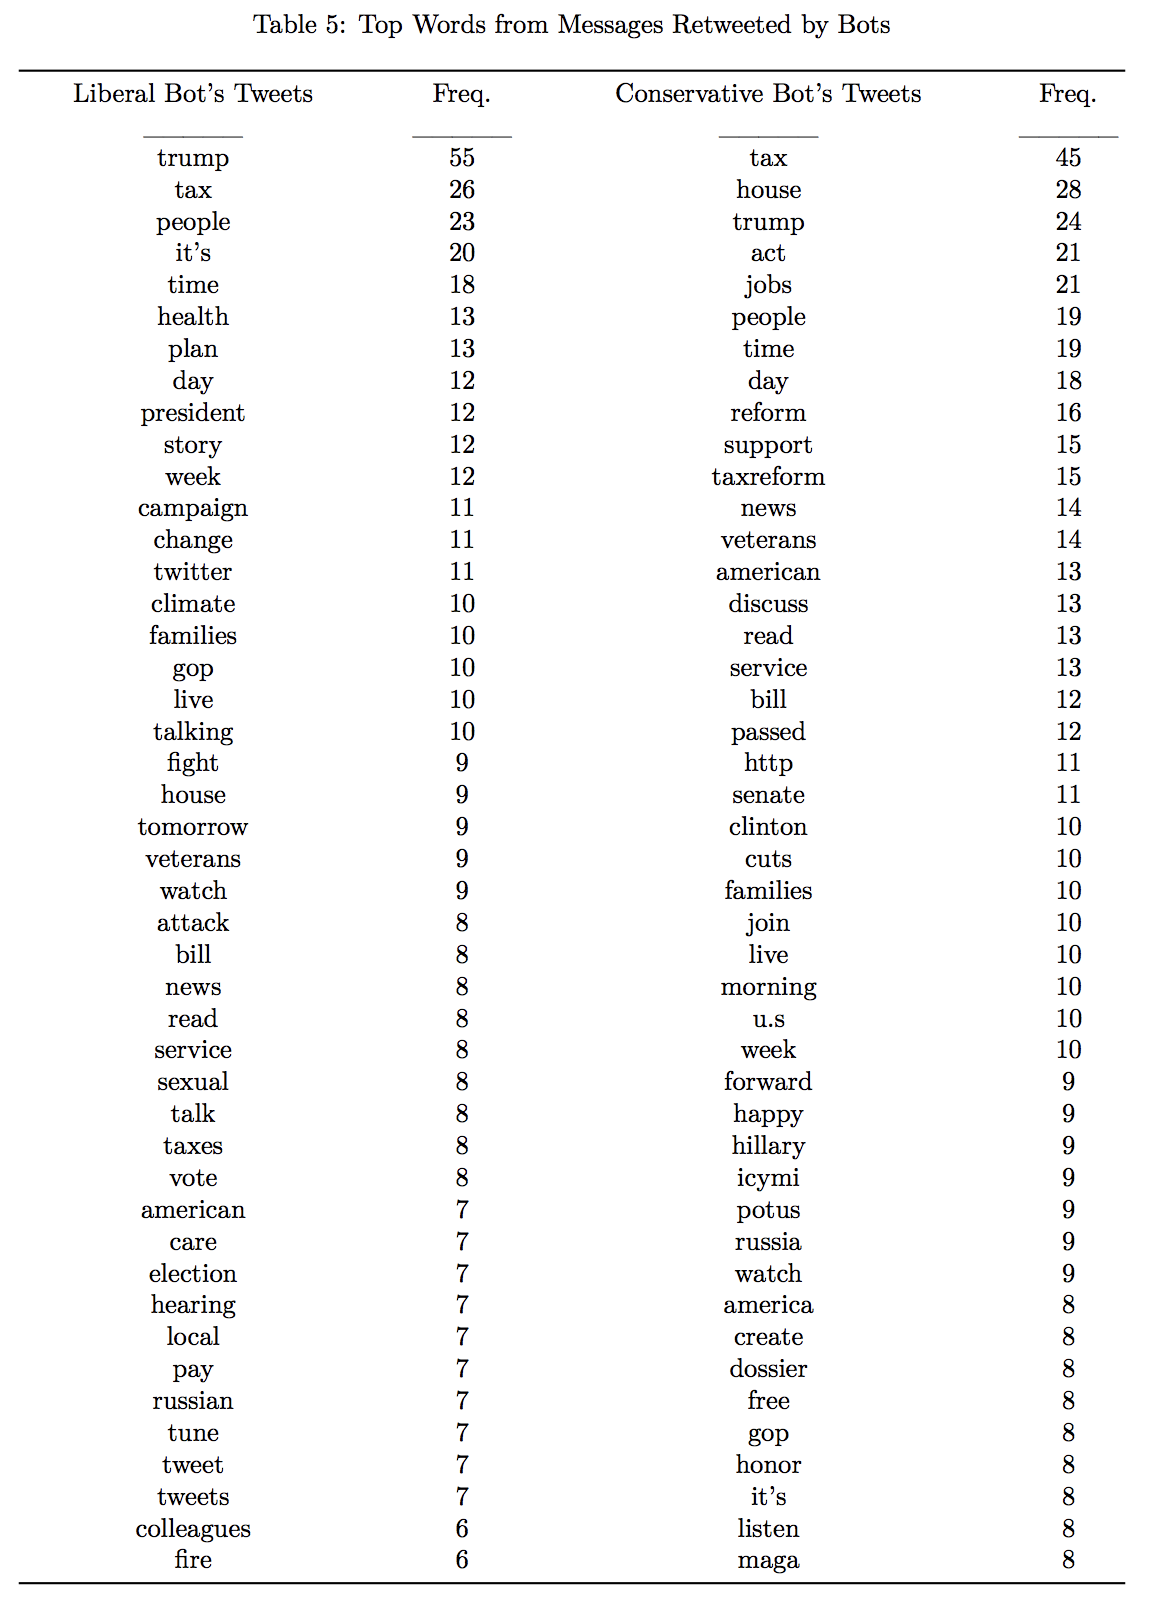 Table 5: Top Words from Messages Retweeted by Bots
Liberal Bot's Tweets Freq. Conservative Bot's Tweets Freq.
trump 55 tax 45
tax 26 house 28
people 23 trump 24
it's 20 act 21
time 18 jobs 21
health 13 people 19
plan 13 time 19
day 12 day 18
president 12 reform 16
story 12 support 15
week 12 taxreform 15
campaign 11 news 14
change 11 veterans 14
twitter 11 american 13
climate 10 discuss 13
families 10 read 13
gop 10 service 13
live 10 bill 12
talking 10 passed 12
fight 9 http 11
house 9 senate 11
tomorrow 9 clinton 10
veterans 9 cuts 10
watch 9 families 10
attack 8 join 10
bill 8 live 10
news 8 morning 10
read 8 u.s 10
service 8 week 10
sexual 8 forward 9
talk 8 happy 9
taxes 8 hillary 9
vote 8 icymi 9
american 7 potus 9
care 7 russia 9
election 7 watch 9
hearing 7 america 8
local 7 create 8
pay 7 dossier 8
russian 7 free 8
tune 7 gop 8
tweet 7 honor 8
tweets 7 it's 8
colleagues 6 listen 8
fire 6 maga 8